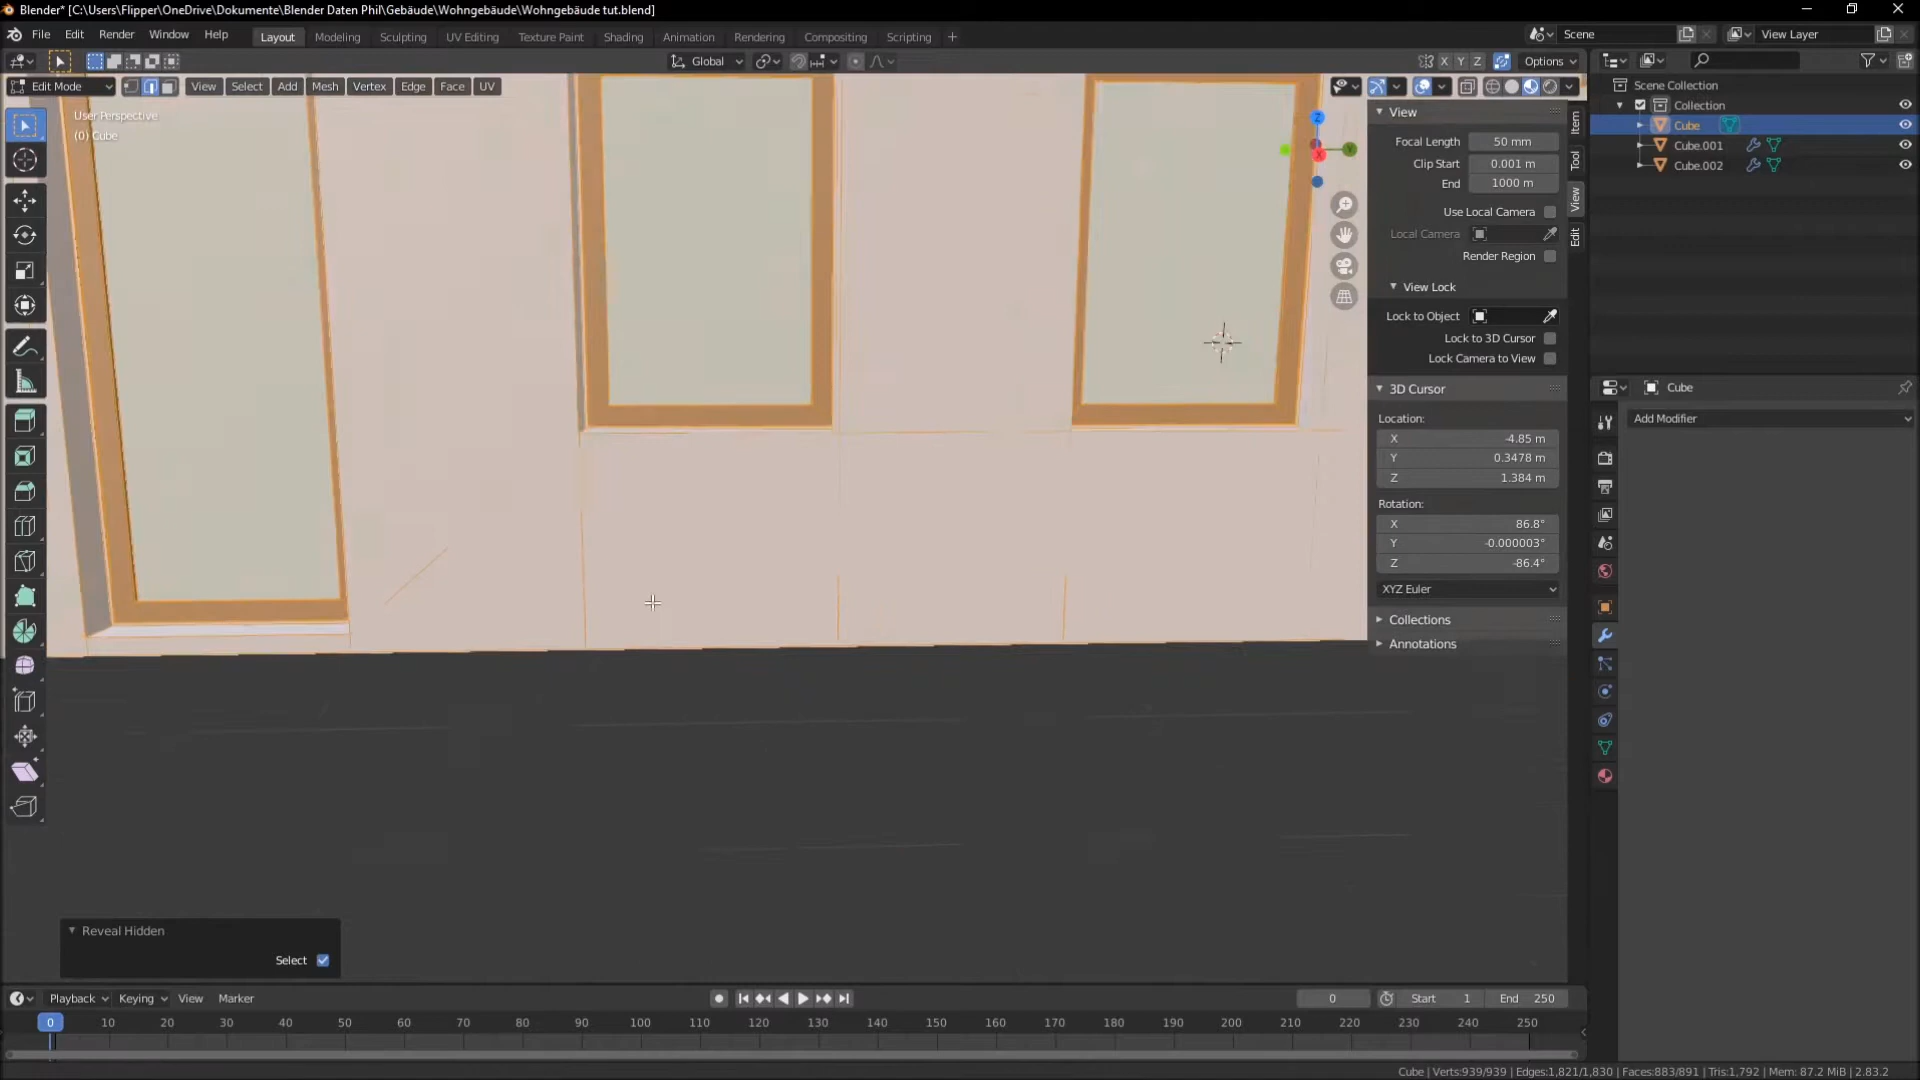 Blender* [C:\Users\Flipper\OneDrive\Dokumente\Blender Daten Phil\Gebäude\Wohngebäude\Wohngebäude tut.blend]
File Edit Render Window Help Layout Modeling Sculpting UV Editing Texture Paint Shading Animation Rendering Compositing Scripting + Scene View Layer
Global X Y Z Options
Edit Mode View Select Add Mesh Vertex Edge Face UV
User Perspective
(0) Cube
Z
X
Y
View
Focal Length 50 mm
Clip Start 0.001 m
End 1000 m
Use Local Camera
Local Camera
Render Region
View Lock
Lock to Object
Lock to 3D Cursor
Lock Camera to View
3D Cursor
Location:
X -4.85 m
Y 0.3478 m
Z 1.384 m
Rotation:
X 86.8°
Y -0.000003°
Z -86.4°
XYZ Euler
Collections
Annotations
Item
Tool
View
Edit
Scene Collection
Collection
Cube
Cube.001
Cube.002
Cube
Add Modifier
Reveal Hidden
Select
Playback Keying View Marker 0 Start 1 End 250
0 10 20 30 40 50 60 70 80 90 100 110 120 130 140 150 160 170 180 190 200 210 220 230 240 250
Cube | Verts:939/939 | Edges:1,821/1,830 | Faces:883/891 | Tris:1,792 | Mem: 87.2 MiB | 2.83.2